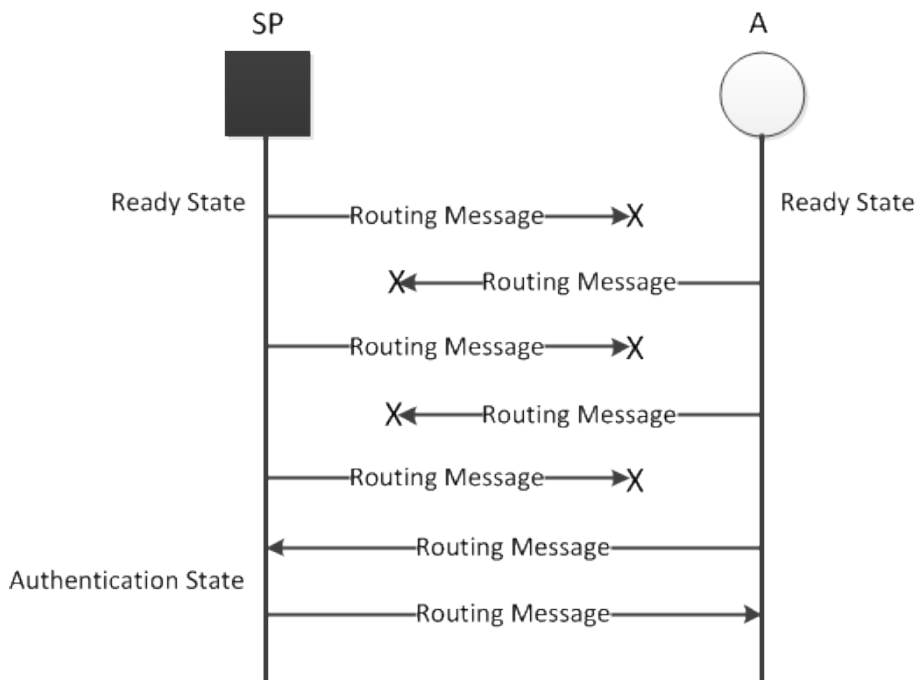 SP
A
Ready State
Ready State
Routing Message
X
X
Routing Message
Routing Message
X
X
Routing Message
Routing Message
X
Routing Message
Authentication State
Routing Message